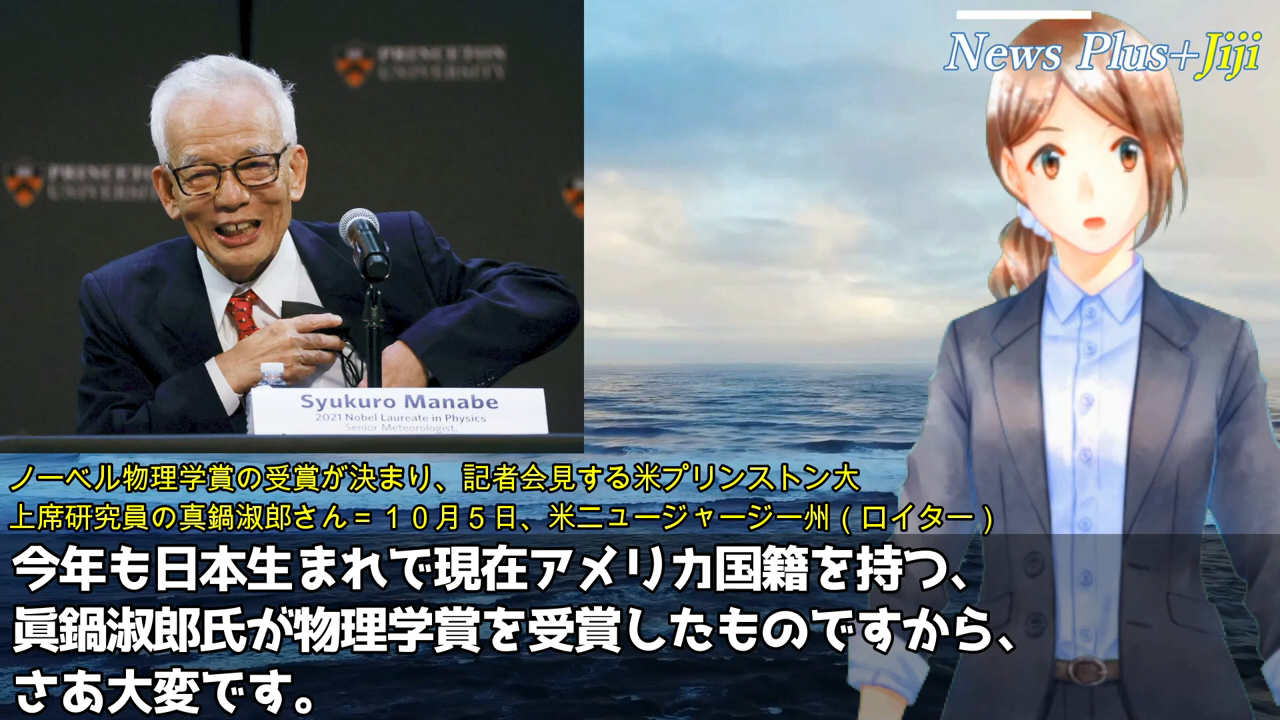 News Plus+Jiji
PRINCETON
UNIVERSITY
PRINCETON
UNIVERSITY
Syukuro Manabe
2021 Nobel Laureate in Physics
Senior Meteorologist,
ノーベル物理学賞の受賞が決まり、記者会見する米プリンストン大
上席研究員の真鍋淑郎さん＝１０月５日、米ニュージャージー州（ロイター）
今年も日本生まれで現在アメリカ国籍を持つ、
眞鍋淑郎氏が物理学賞を受賞したものですから、
さあ大変です。